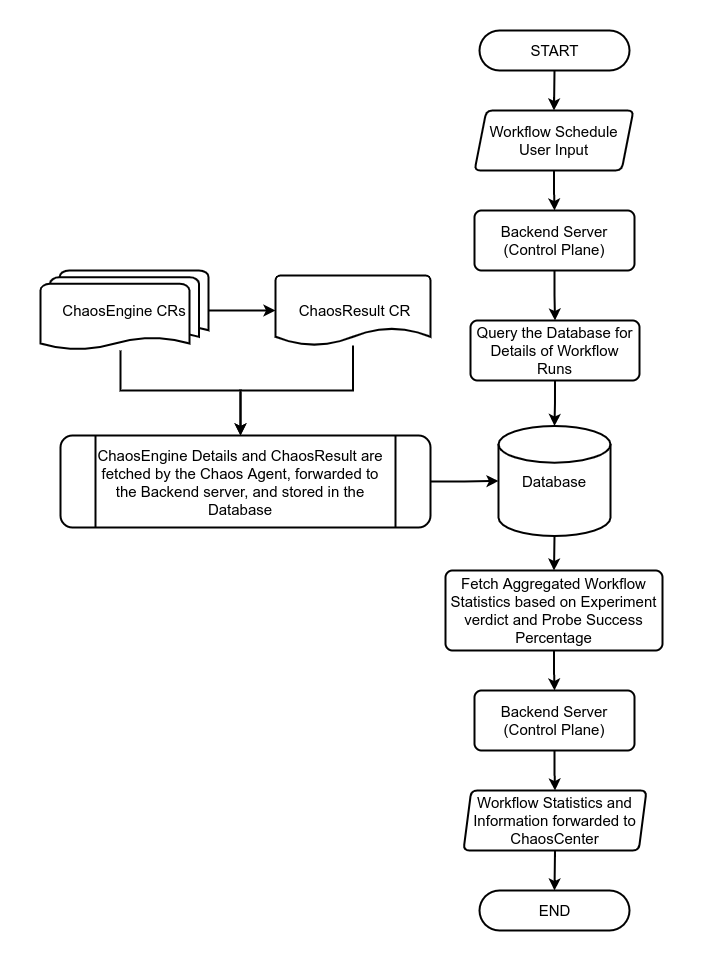 START
Workflow Schedule
User Input
Backend Server
(Control Plane)
ChaosEngine CRs
ChaosResult CR
Query the Database for
Details of Workflow
Runs
ChaosEngine Details and ChaosResult are
fetched by the Chaos Agent, forwarded to
the Backend server, and stored in the
Database
Database
Fetch Aggregated Workflow
Statistics based on Experiment
verdict and Probe Success
Percentage
Backend Server
(Control Plane)
Workflow Statistics and
Information forwarded to
ChaosCenter
END